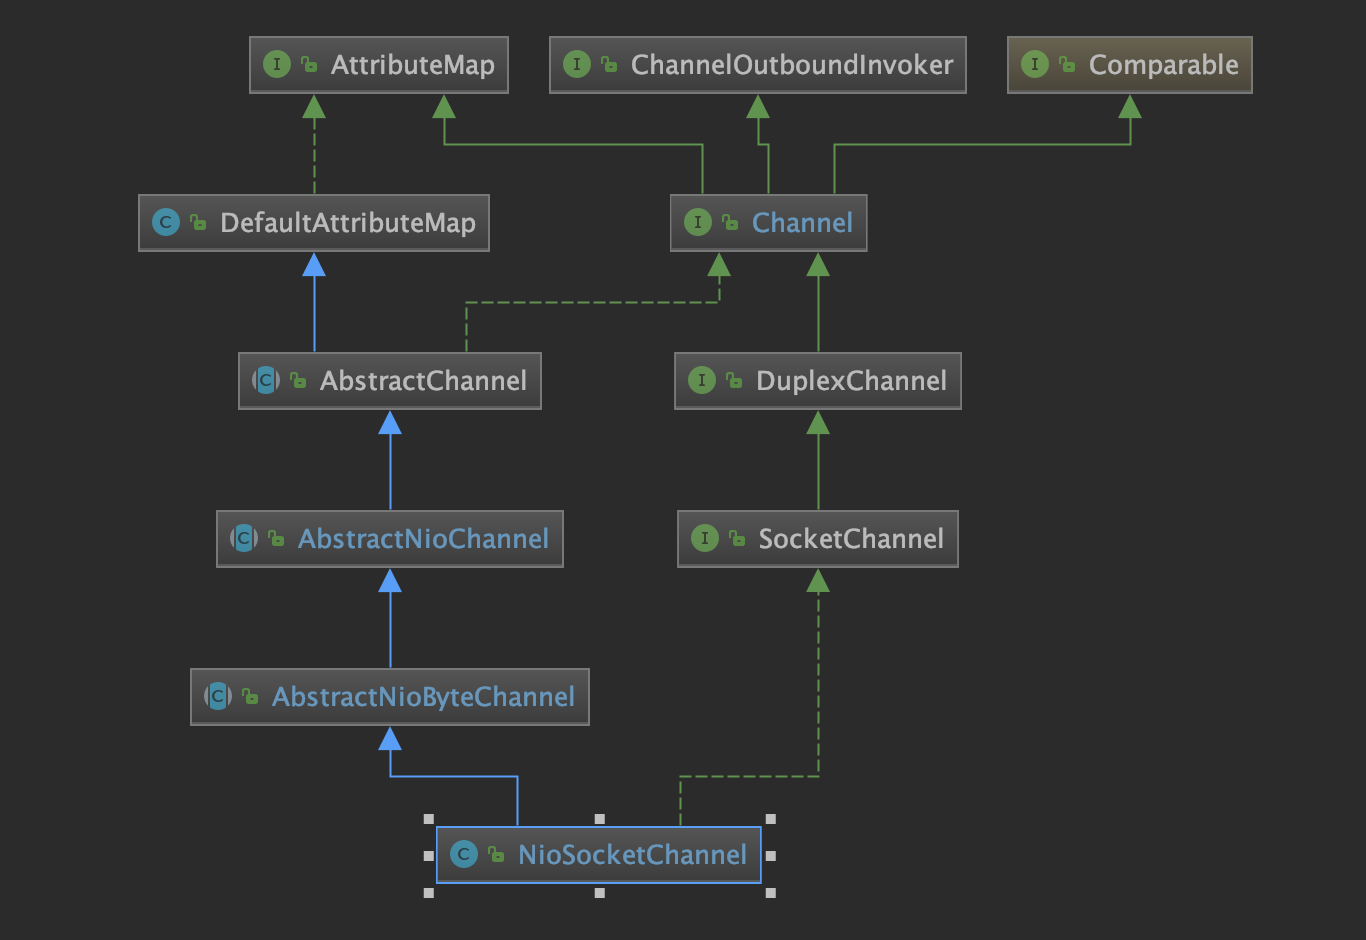 I AttributeMap
I ChannelOutboundInvoker
I Comparable
C DefaultAttributeMap
I Channel
C AbstractChannel
I DuplexChannel
C AbstractNioChannel
I SocketChannel
C AbstractNioByteChannel
C NioSocketChannel